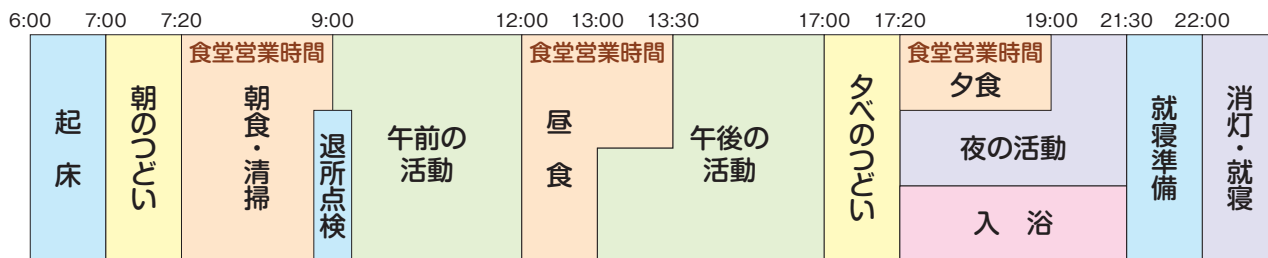 6:00 7:00 7:20 9:00 12:00 13:00 13:30 17:00 17:20 19:00 21:30 22:00
起床
朝のつどい
食堂営業時間
朝食・清掃
退所点検
午前の
活動
食堂営業時間
昼食
午後の
活動
夕べのつどい
食堂営業時間
夕食
夜の活動
入 浴
就寝準備
消灯・就寝